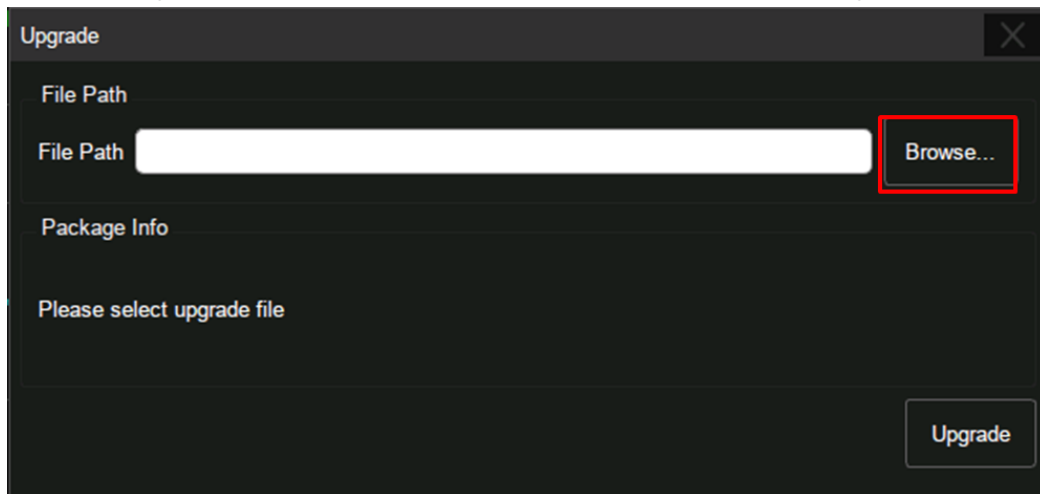 Upgrade
File Path
File Path
Browse...
Package Info
Please select upgrade file
Upgrade